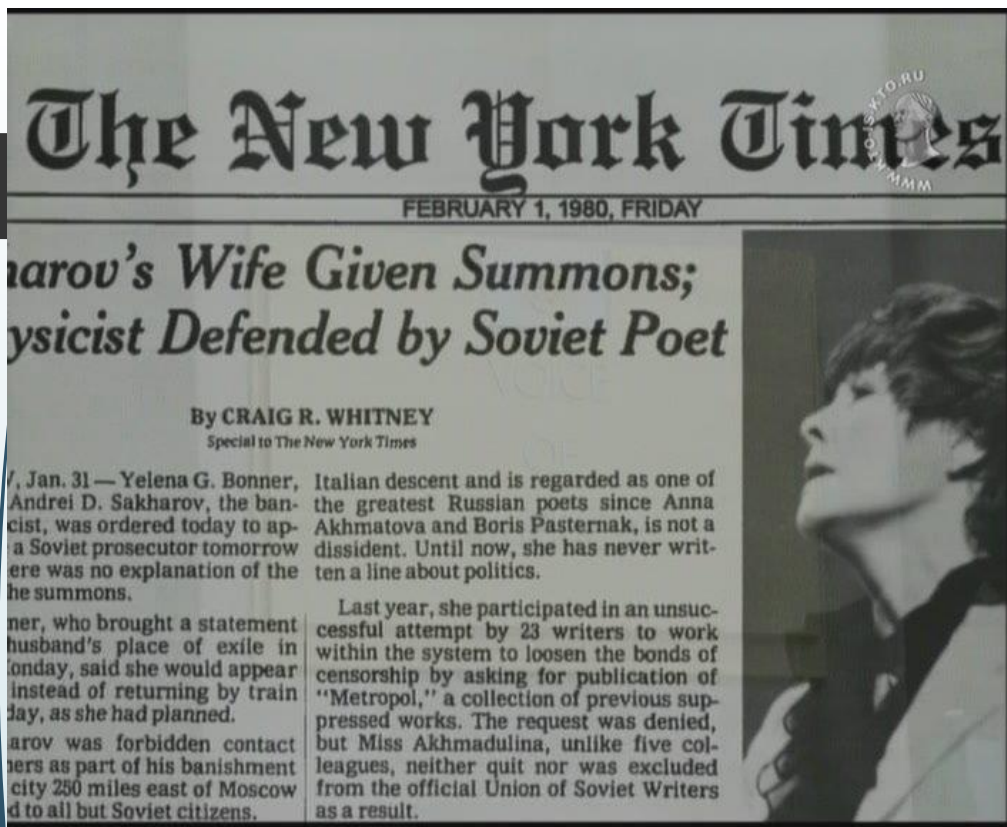 The New York Times
WWW.KTO-IS-KTO.RU
FEBRUARY 1, 1980, FRIDAY
harov's Wife Given Summons;
ysicist Defended by Soviet Poet
By CRAIG R. WHITNEY
Special to The New York Times
, Jan. 31 — Yelena G. Bonner,
Andrei D. Sakharov, the ban-
cist, was ordered today to ap-
a Soviet prosecutor tomorrow
ere was no explanation of the
he summons.
ner, who brought a statement
husband's place of exile in
onday, said she would appear
instead of returning by train
day, as she had planned.
arov was forbidden contact
ners as part of his banishment
city 250 miles east of Moscow
d to all but Soviet citizens.
Italian descent and is regarded as one of
the greatest Russian poets since Anna
Akhmatova and Boris Pasternak, is not a
dissident. Until now, she has never writ-
ten a line about politics.
Last year, she participated in an unsuc-
cessful attempt by 23 writers to work
within the system to loosen the bonds of
censorship by asking for publication of
"Metropol," a collection of previous sup-
pressed works. The request was denied,
but Miss Akhmadulina, unlike five col-
leagues, neither quit nor was excluded
from the official Union of Soviet Writers
as a result.